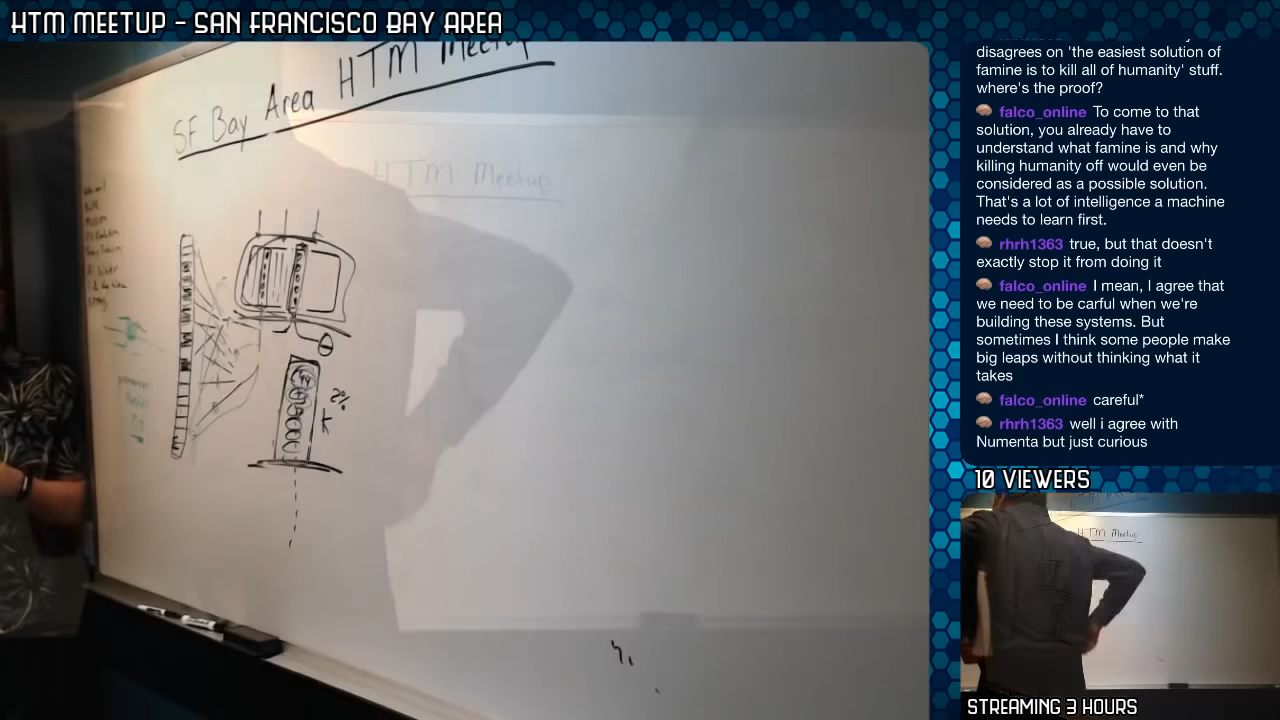 HTM MEETUP - SAN FRANCISCO BAY AREA
SF Bay Area HTM Meetup
HTM Meetup
2%
K
disagrees on 'the easiest solution of
famine is to kill all of humanity' stuff.
where's the proof?
falco_online To come to that
solution, you already have to
understand what famine is and why
killing humanity off would even be
considered as a possible solution.
That's a lot of intelligence a machine
needs to learn first.
rhrh1363 true, but that doesn't
exactly stop it from doing it
falco_online I mean, I agree that
we need to be carful when we're
building these systems. But
sometimes I think some people make
big leaps without thinking what it
takes
falco_online careful*
rhrh1363 well i agree with
Numenta but just curious
10 VIEWERS
HTM Meetup
STREAMING 3 HOURS